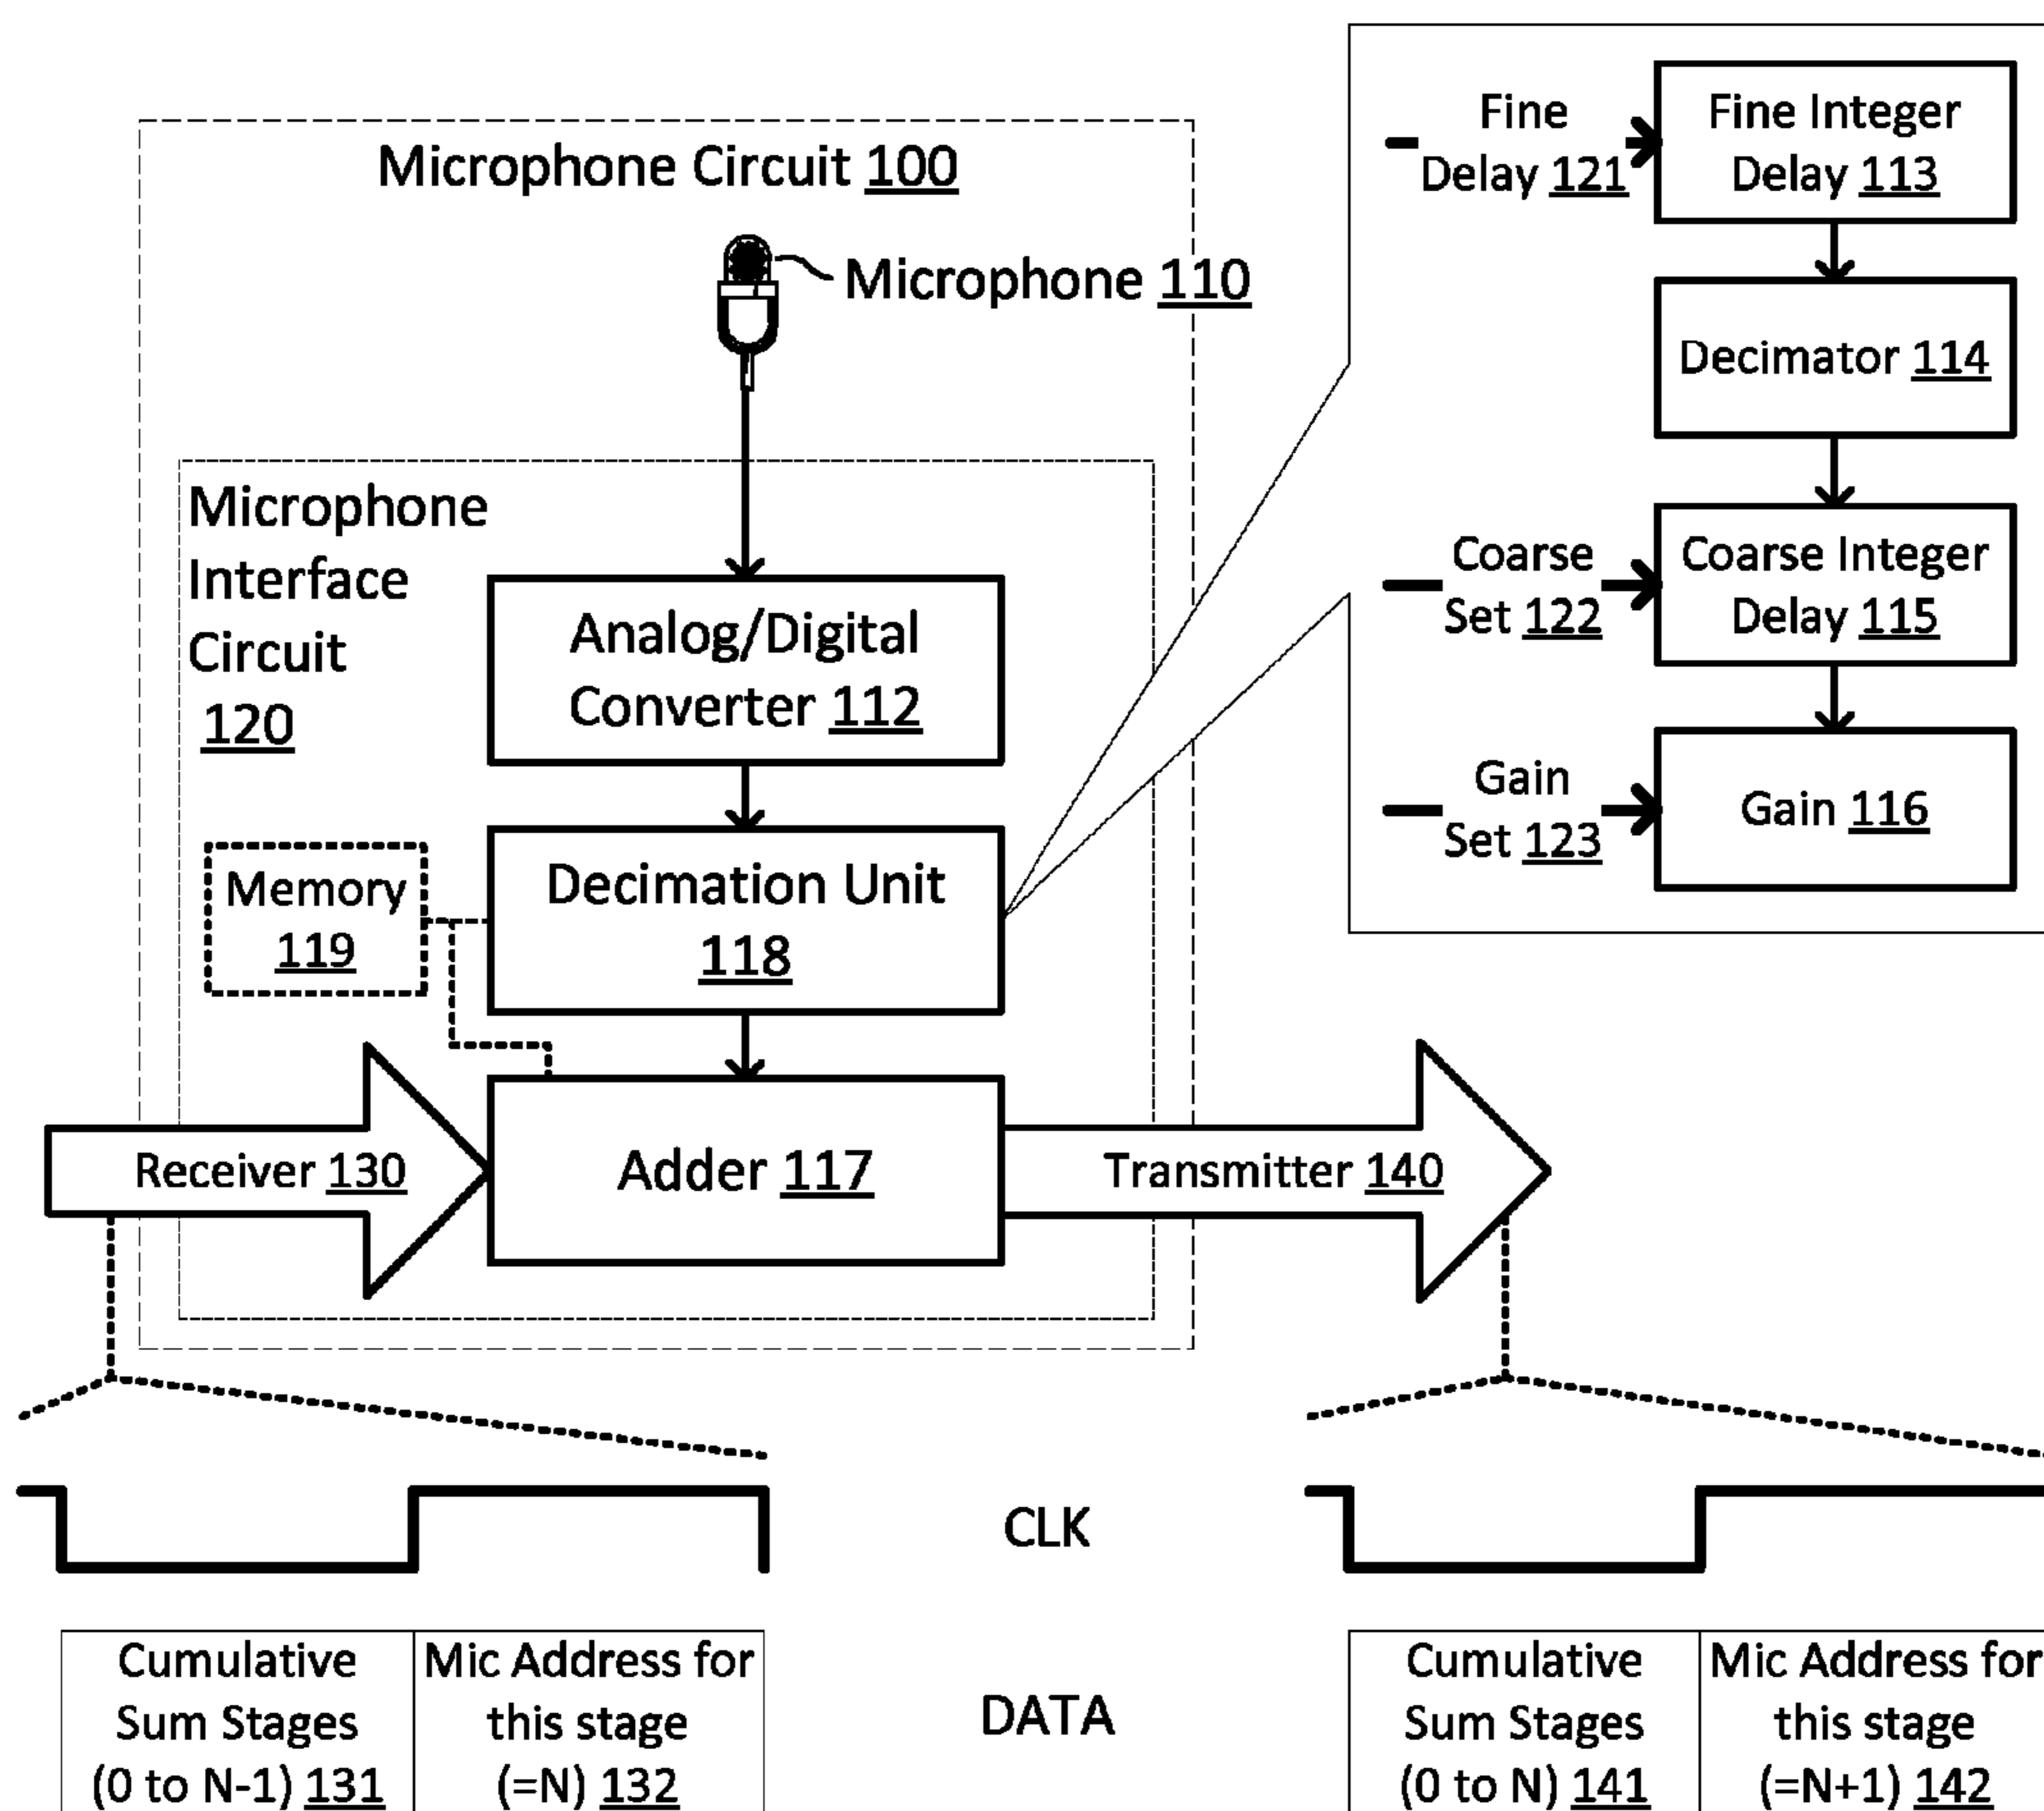 Microphone Circuit 100
Microphone 110
Microphone
Interface
Circuit
120
Analog/Digital
Converter 112
Memory
119
Decimation Unit
118
Receiver 130
Adder 117
Transmitter 140
Fine
Delay 121
Fine Integer
Delay 113
Decimator 114
Coarse
Set 122
Coarse Integer
Delay 115
Gain
Set 123
Gain 116
CLK
Cumulative
Sum Stages
(0 to N-1) 131
Mic Address for
this stage
(=N) 132
DATA
Cumulative
Sum Stages
(0 to N) 141
Mic Address for
this stage
(=N+1) 142